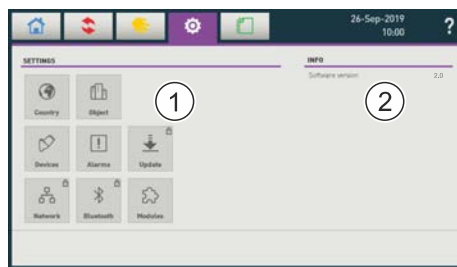 26-Sep-2019
10:00
?
SETTINGS
INFO
Software version 2.0
Country Object
1
2
Devices Alarms Update
Network Bluetooth Modules